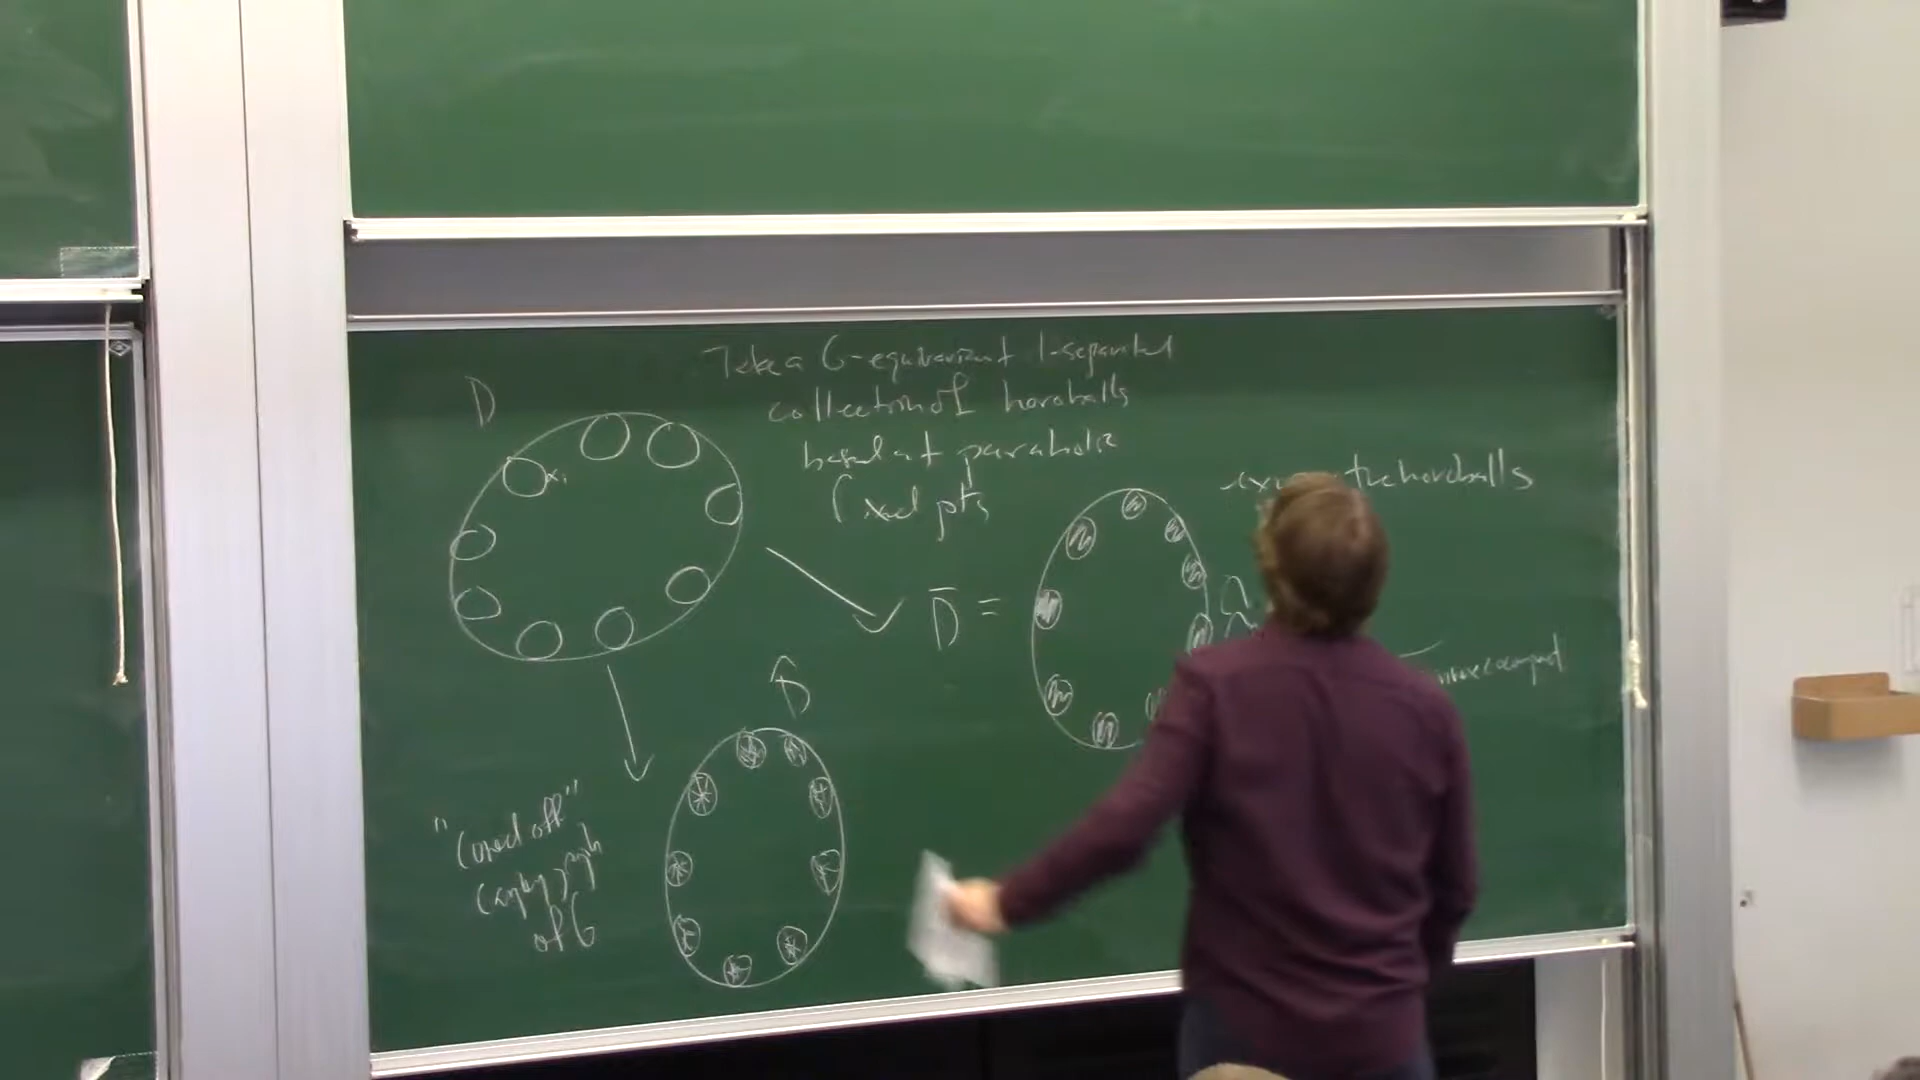 D
Take a G-equivariant 1-separated
collection of horoballs
based at parabolic
fixed pts
the horoballs
D̄ =
D̂
"Coned off"
Cayley graph
of G